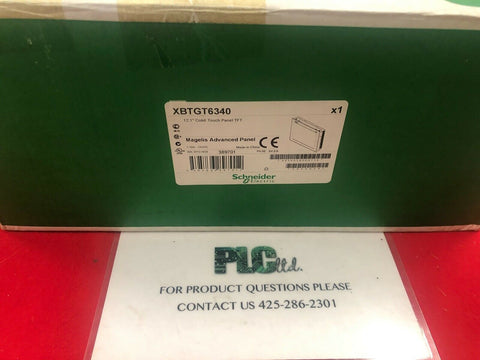 XBTGT6340
x1
12.1" Color Touch Panel TFT
Magelis Advanced Panel
Made in China
389701
Schneider
Electric
PLC ltd.
FOR PRODUCT QUESTIONS PLEASE
CONTACT US 425-286-2301